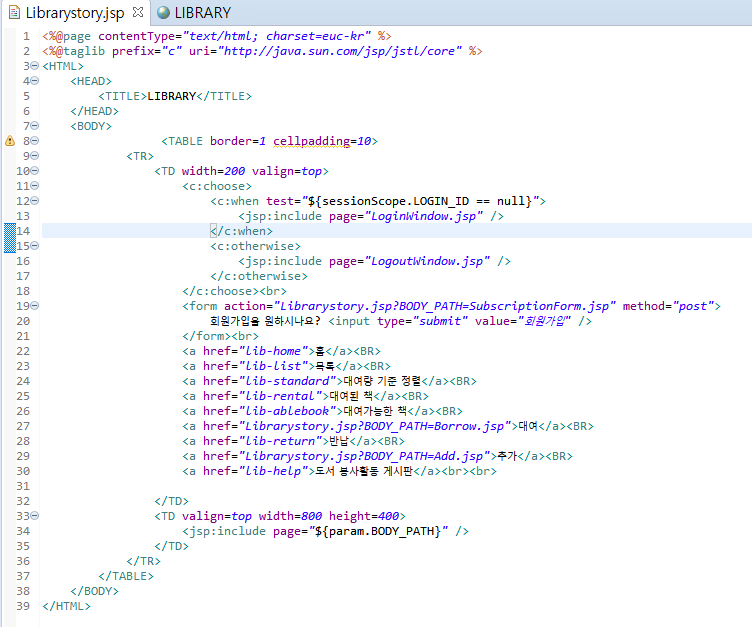 Librarystory.jsp LIBRARY
1 <%@page contentType="text/html; charset=euc-kr" %>
2 <%@taglib prefix="c" uri="http://java.sun.com/jsp/jstl/core" %>
3 <HTML>
4 <HEAD>
5 <TITLE>LIBRARY</TITLE>
6 </HEAD>
7 <BODY>
8 <TABLE border=1 cellpadding=10>
9 <TR>
10 <TD width=200 valign=top>
11 <c:choose>
12 <c:when test="${sessionScope.LOGIN_ID == null}">
13 <jsp:include page="LoginWindow.jsp" />
14 </c:when>
15 <c:otherwise>
16 <jsp:include page="LogoutWindow.jsp" />
17 </c:otherwise>
18 </c:choose><br>
19 <form action="Librarystory.jsp?BODY_PATH=SubscriptionForm.jsp" method="post">
20 회원가입을 원하시나요? <input type="submit" value="회원가입" />
21 </form><br>
22 <a href="lib-home">홈</a><BR>
23 <a href="lib-list">목록</a><BR>
24 <a href="lib-standard">대여량 기준 정렬</a><BR>
25 <a href="lib-rental">대여된 책</a><BR>
26 <a href="lib-ablebook">대여가능한 책</a><BR>
27 <a href="Librarystory.jsp?BODY_PATH=Borrow.jsp">대여</a><BR>
28 <a href="lib-return">반납</a><BR>
29 <a href="Librarystory.jsp?BODY_PATH=Add.jsp">추가</a><BR>
30 <a href="lib-help">도서 봉사활동 게시판</a><br><br>
31
32 </TD>
33 <TD valign=top width=800 height=400>
34 <jsp:include page="${param.BODY_PATH}" />
35 </TD>
36 </TR>
37 </TABLE>
38 </BODY>
39 </HTML>